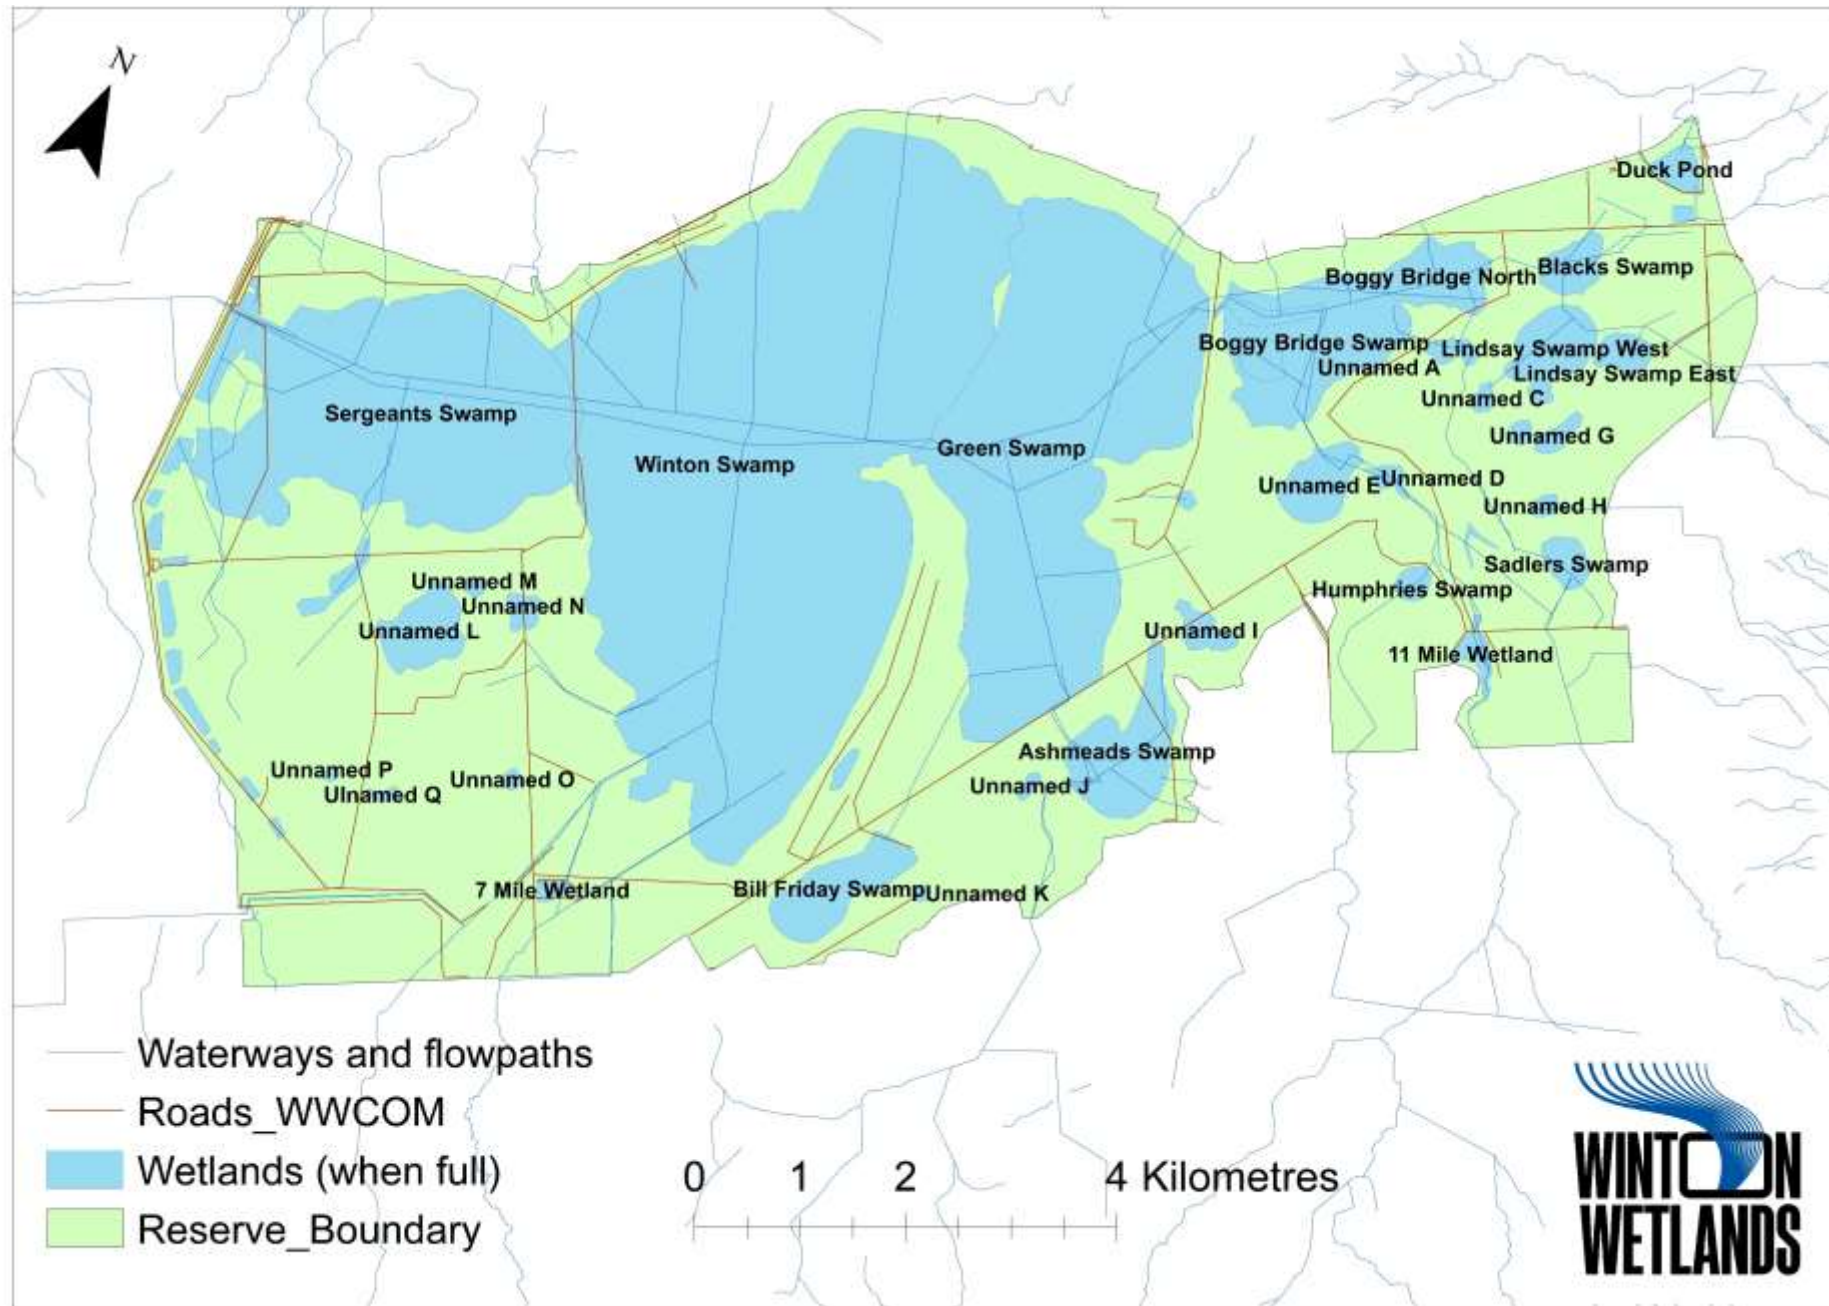 N
Duck Pond
Boggy Bridge North
Blacks Swamp
Boggy Bridge Swamp
Lindsay Swamp West
Unnamed A
Lindsay Swamp East
Unnamed C
Sergeants Swamp
Unnamed G
Green Swamp
Winton Swamp
Unnamed E
Unnamed D
Unnamed H
Sadlers Swamp
Unnamed M
Humphries Swamp
Unnamed N
Unnamed L
Unnamed I
11 Mile Wetland
Ashmeads Swamp
Unnamed P
Unnamed O
Unnamed J
Ulnamed Q
7 Mile Wetland
Bill Friday Swamp
Unnamed K
Waterways and flowpaths
Roads_WWCOM
Wetlands (when full)
Reserve_Boundary
0 1 2 4 Kilometres
WINTON
WETLANDS